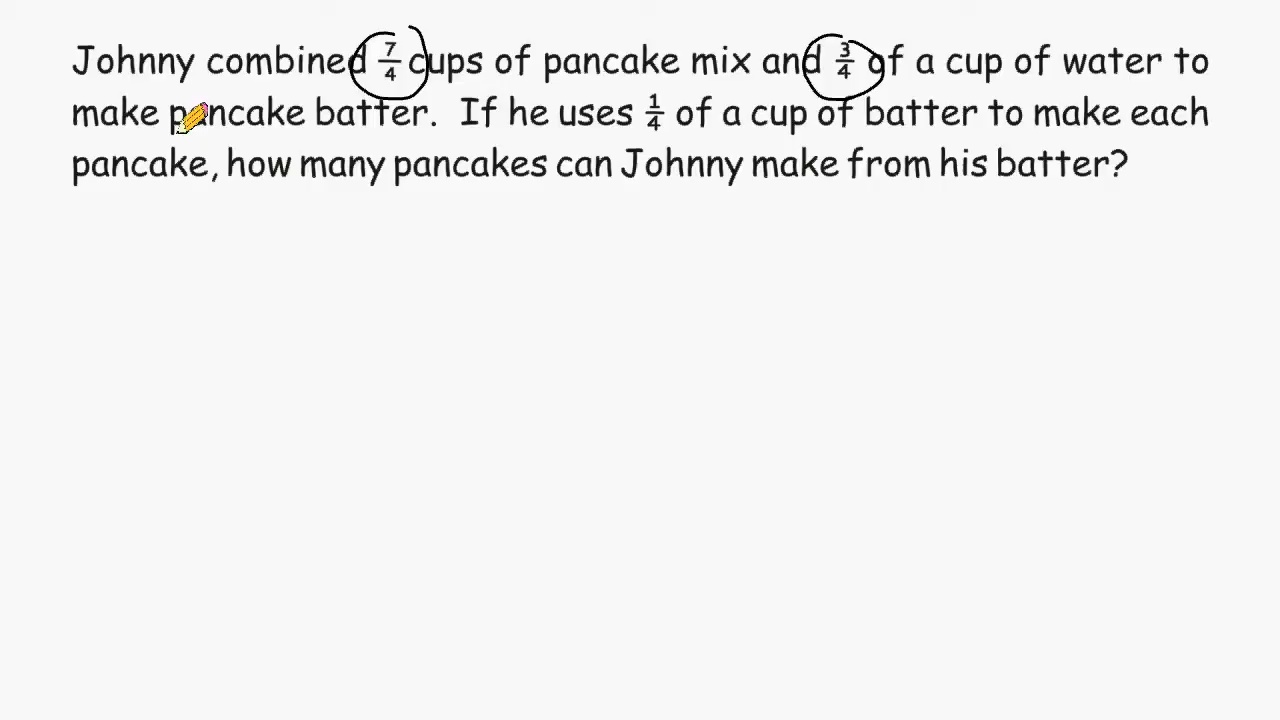 Johnny combined 7/4 cups of pancake mix and 3/4 of a cup of water to
make pancake batter. If he uses 1/4 of a cup of batter to make each
pancake, how many pancakes can Johnny make from his batter?